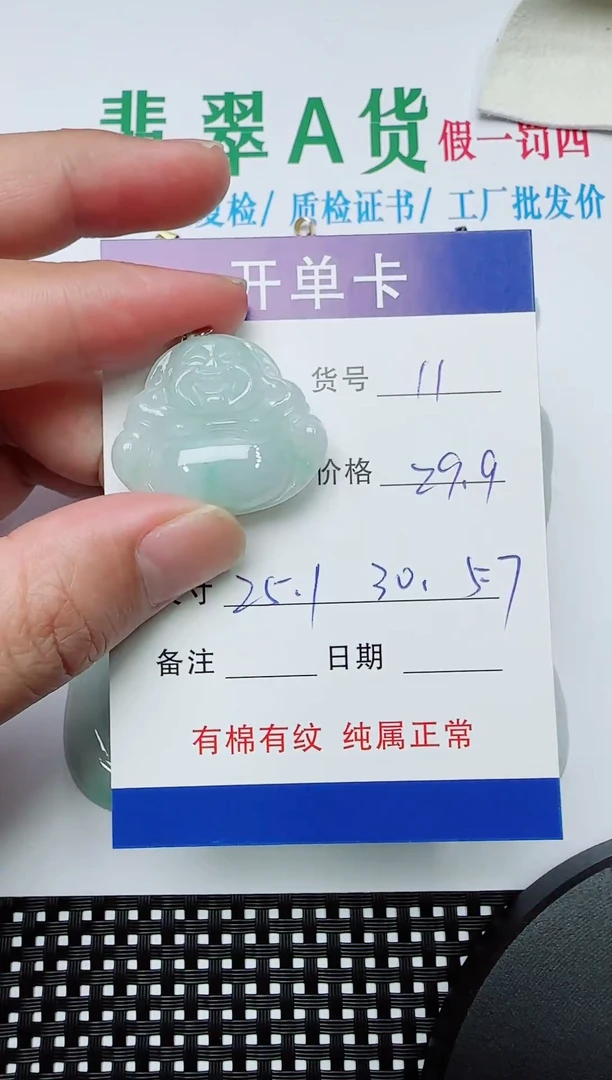 翡翠A货 假一罚四
复检/ 质检证书/ 工厂批发价
开单卡
货号 11
价格 29.9
寸 25.1 30. 5.7
备注
日期
有棉有纹 纯属正常